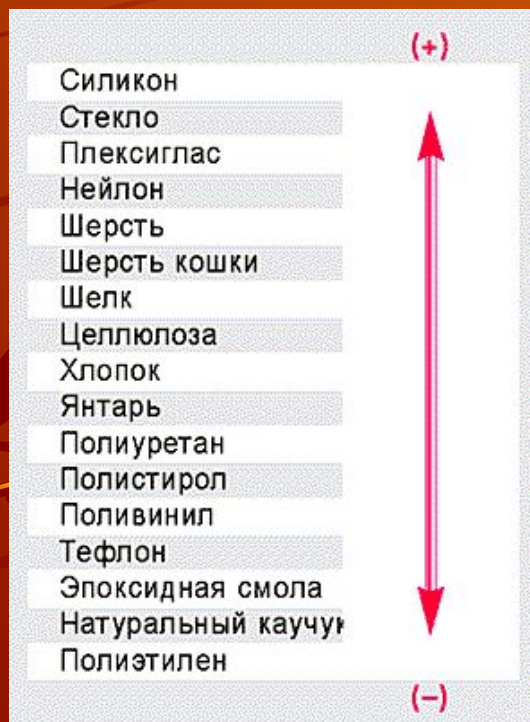 (+)
Силикон
Стекло
Плексиглас
Нейлон
Шерсть
Шерсть кошки
Шелк
Целлюлоза
Хлопок
Янтарь
Полиуретан
Полистирол
Поливинил
Тефлон
Эпоксидная смола
Натуральный каучук
Полиэтилен
(−)